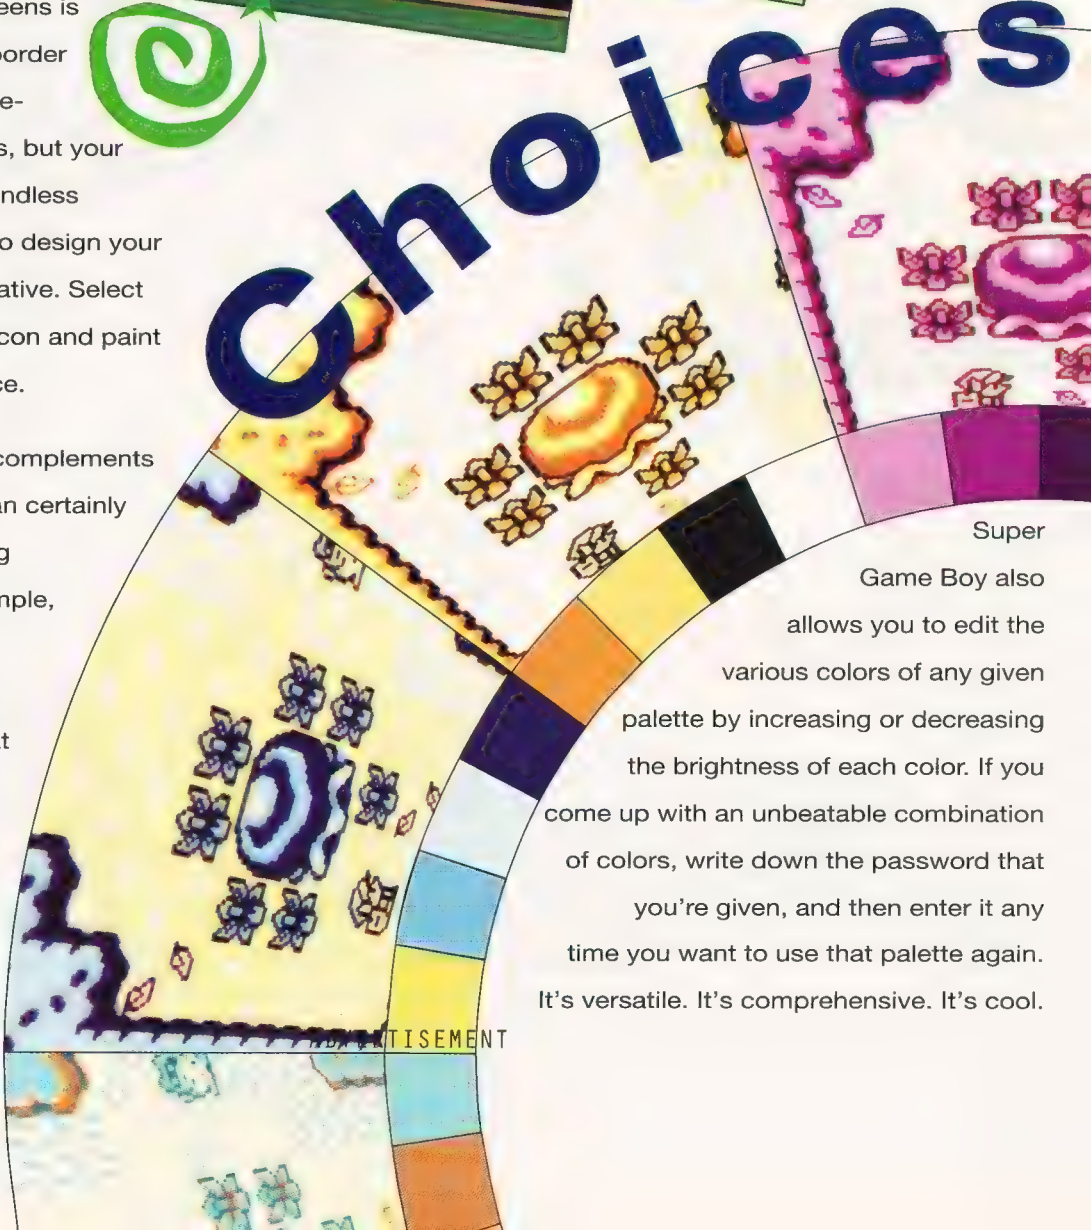 Choices
eens is
order
e-
s, but your
ndless
o design your
ative. Select
con and paint
ce.
complements
an certainly
g
mple,
t
Super
Game Boy also
allows you to edit the
various colors of any given
palette by increasing or decreasing
the brightness of each color. If you
come up with an unbeatable combination
of colors, write down the password that
you're given, and then enter it any
time you want to use that palette again.
It's versatile. It's comprehensive. It's cool.
ADVERTISEMENT